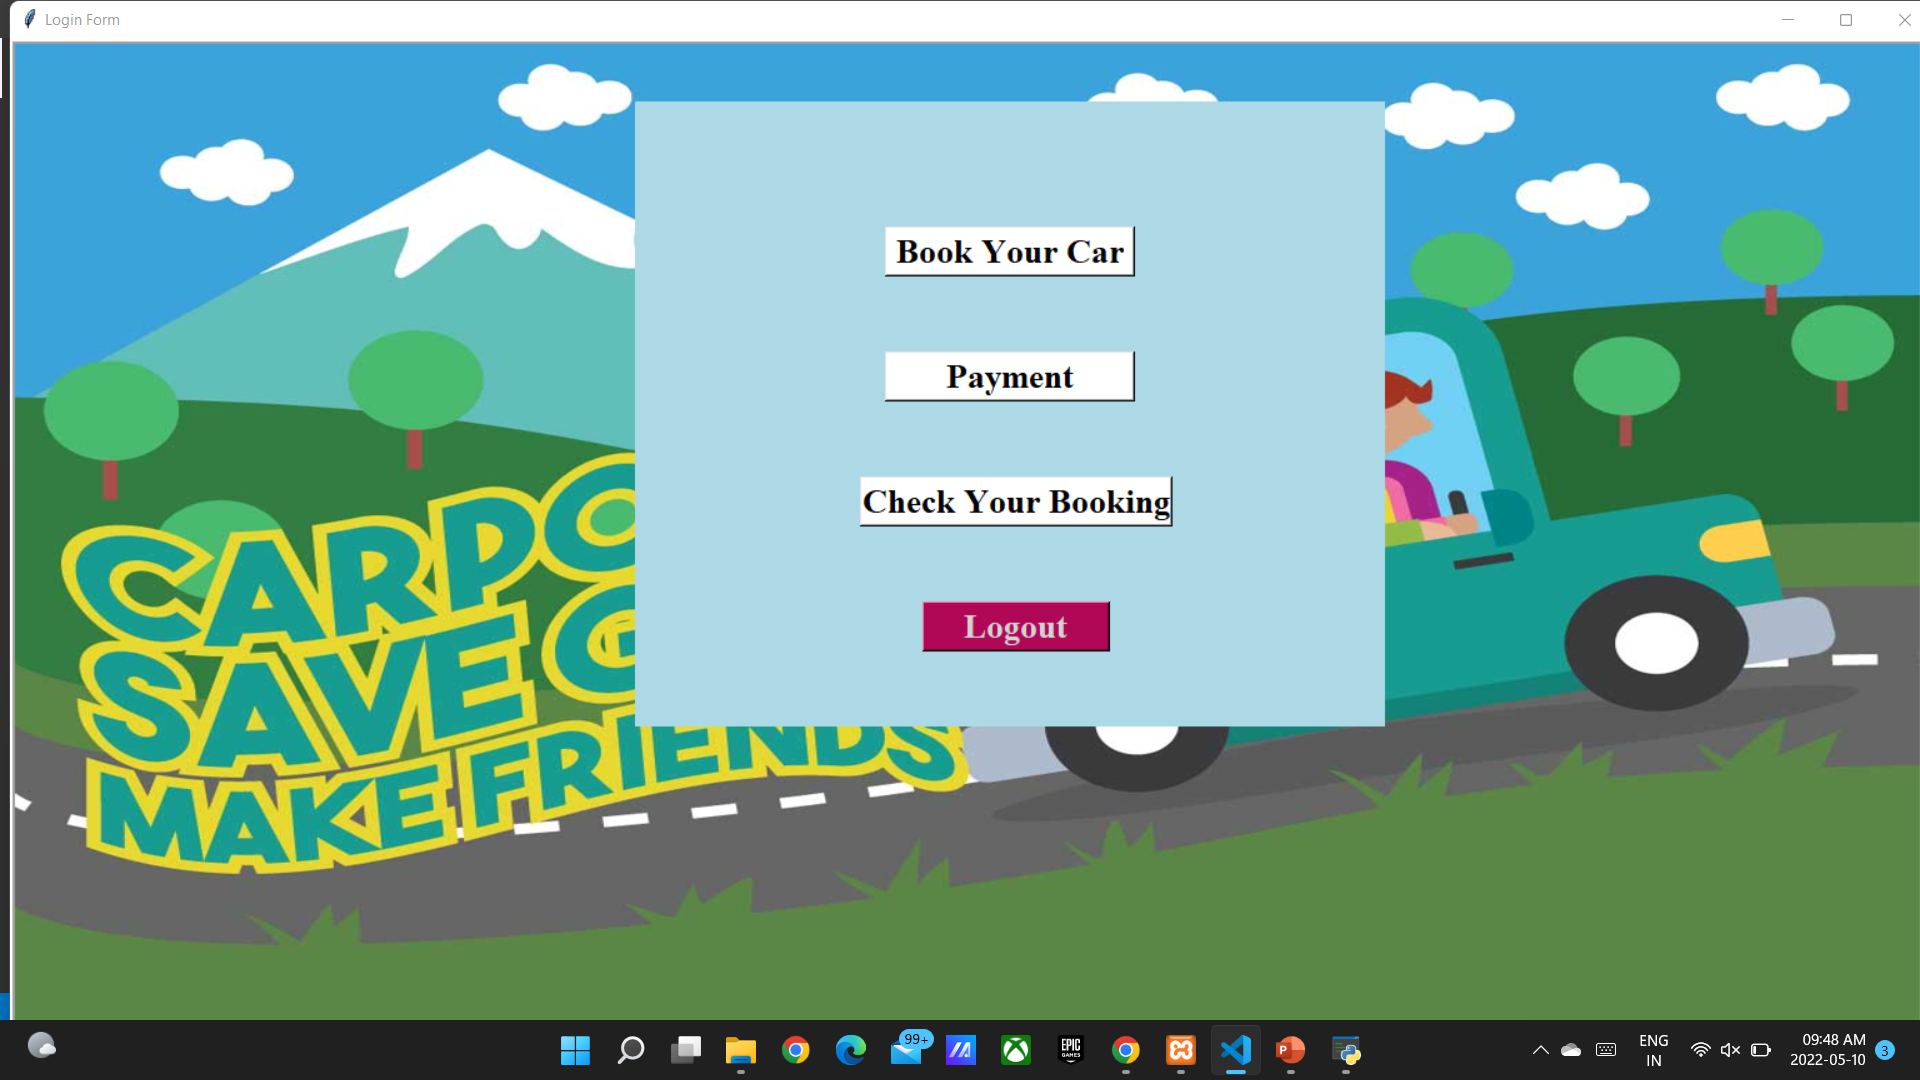 Login Form
Book Your Car
Payment
Check Your Booking
Logout
CARPO
SAVE G
MAKE FRIENDS
99+
EPIC
GAMES
P
ENG
IN
09:48 AM
2022-05-10
3